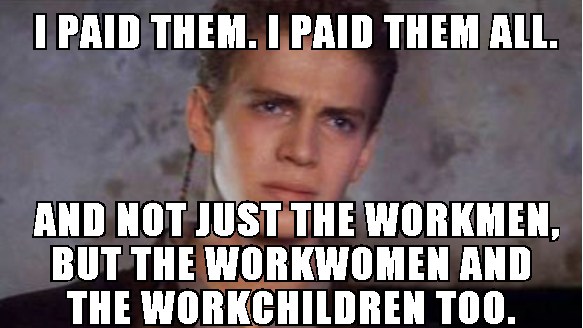 I PAID THEM. I PAID THEM ALL.
AND NOT JUST THE WORKMEN,
BUT THE WORKWOMEN AND
THE WORKCHILDREN TOO.